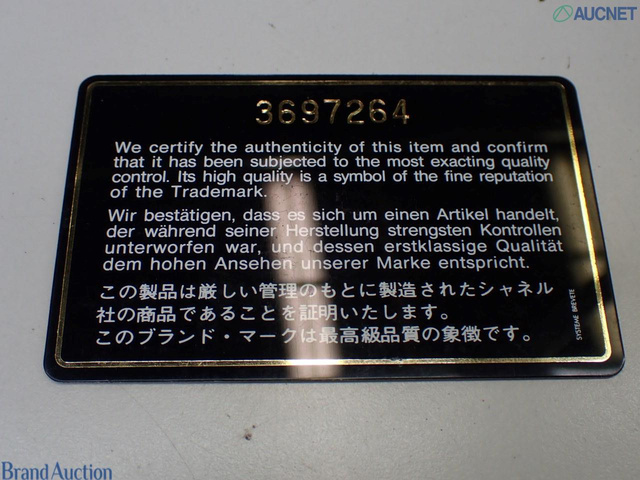 AUCNET
3697264
We certify the authenticity of this item and confirm
that it has been subjected to the most exacting quality
control. Its high quality is a symbol of the fine reputation
of the Trademark.
Wir bestätigen, dass es sich um einen Artikel handelt,
der während seiner Herstellung strengsten Kontrollen
unterworfen war, und dessen erstklassige Qualität
dem hohen Ansehen unserer Marke entspricht.
この製品は厳しい管理のもとに製造されたシャネル
社の商品であることを証明いたします。
このブランド・マークは最高級品質の象徴です。
SYSTEME BREVETE
Brand Auction